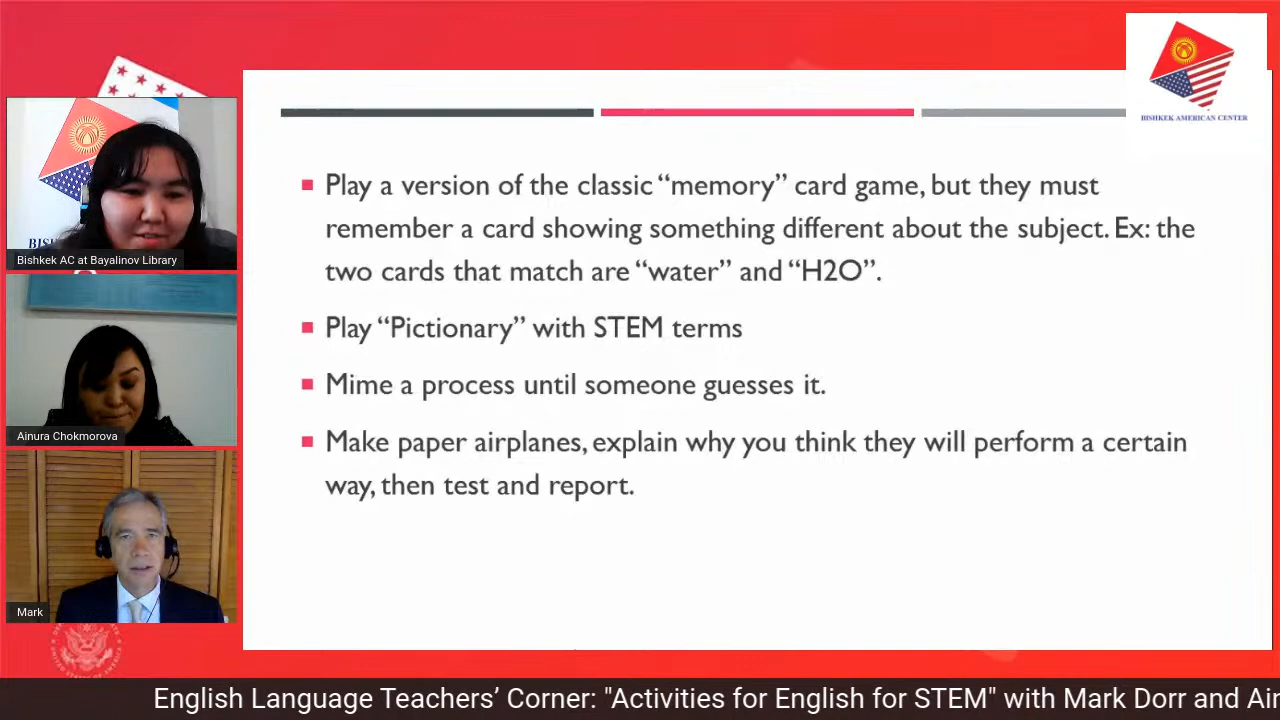 BISHKEK AMERICAN CENTER
Play a version of the classic “memory” card game, but they must
remember a card showing something different about the subject. Ex: the
two cards that match are “water” and “H2O”.
Play “Pictionary” with STEM terms
Mime a process until someone guesses it.
Make paper airplanes, explain why you think they will perform a certain
way, then test and report.
BIS
Bishkek AC at Bayalinov Library
Ainura Chokmorova
Mark
English Language Teachers’ Corner: "Activities for English for STEM" with Mark Dorr and Air